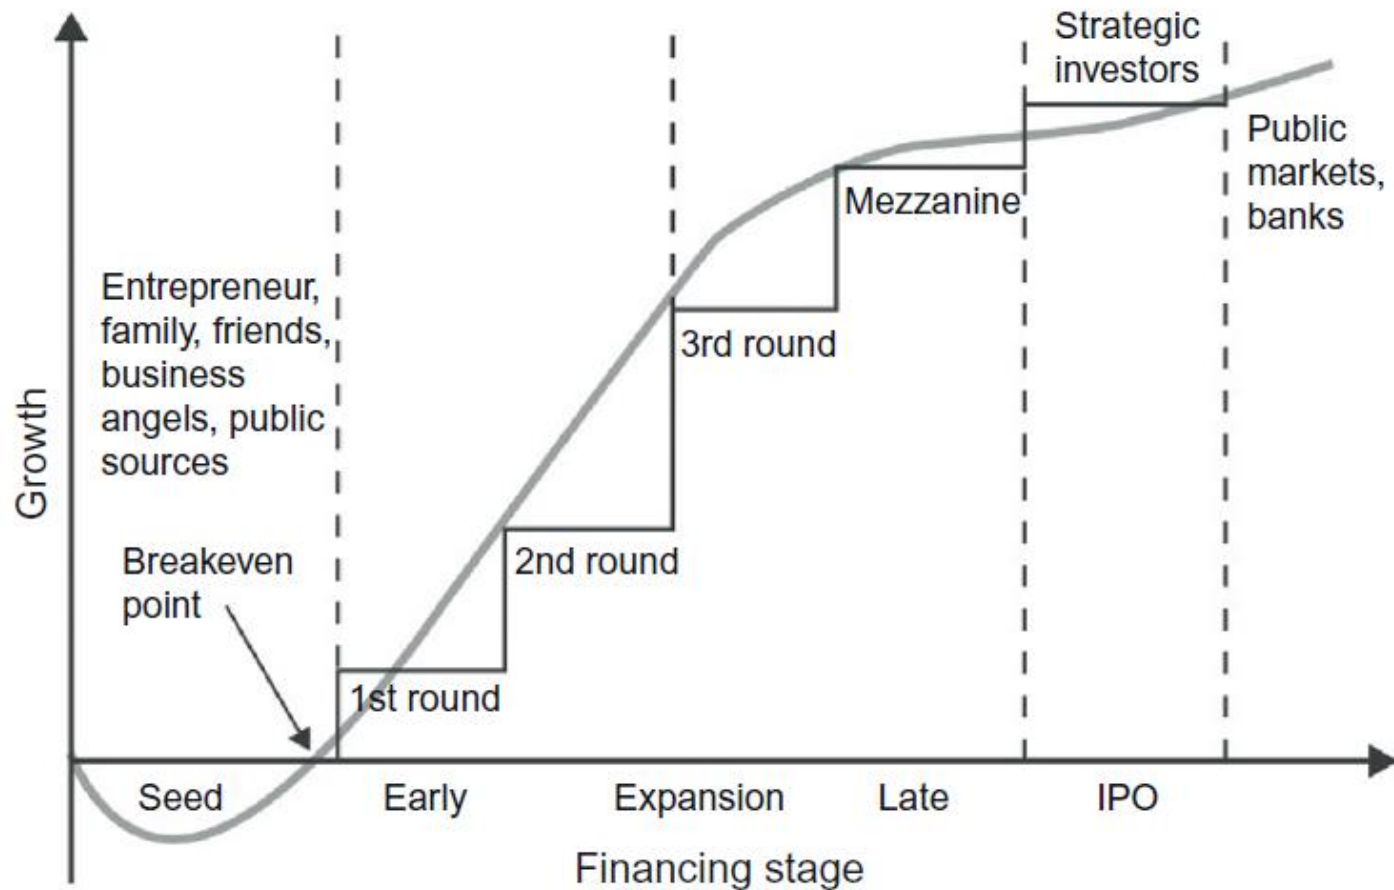 Strategic
investors
Public
markets,
banks
Mezzanine
Entrepreneur,
family, friends,
business
angels, public
sources
3rd round
Growth
Breakeven
point
2nd round
1st round
Seed
Early
Expansion
Late
IPO
Financing stage